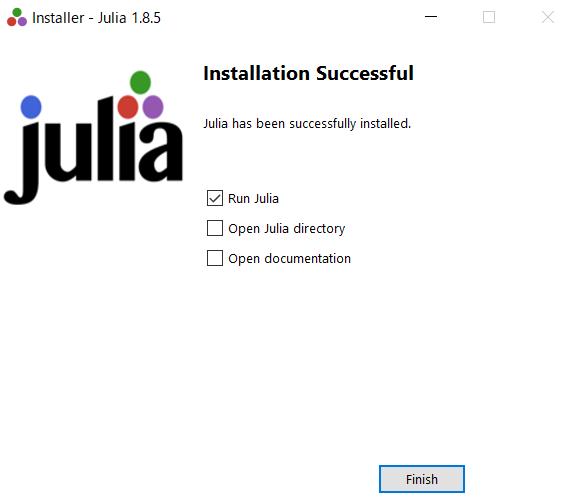 Installer - Julia 1.8.5
julia
Installation Successful
Julia has been successfully installed.
Run Julia
Open Julia directory
Open documentation
Finish